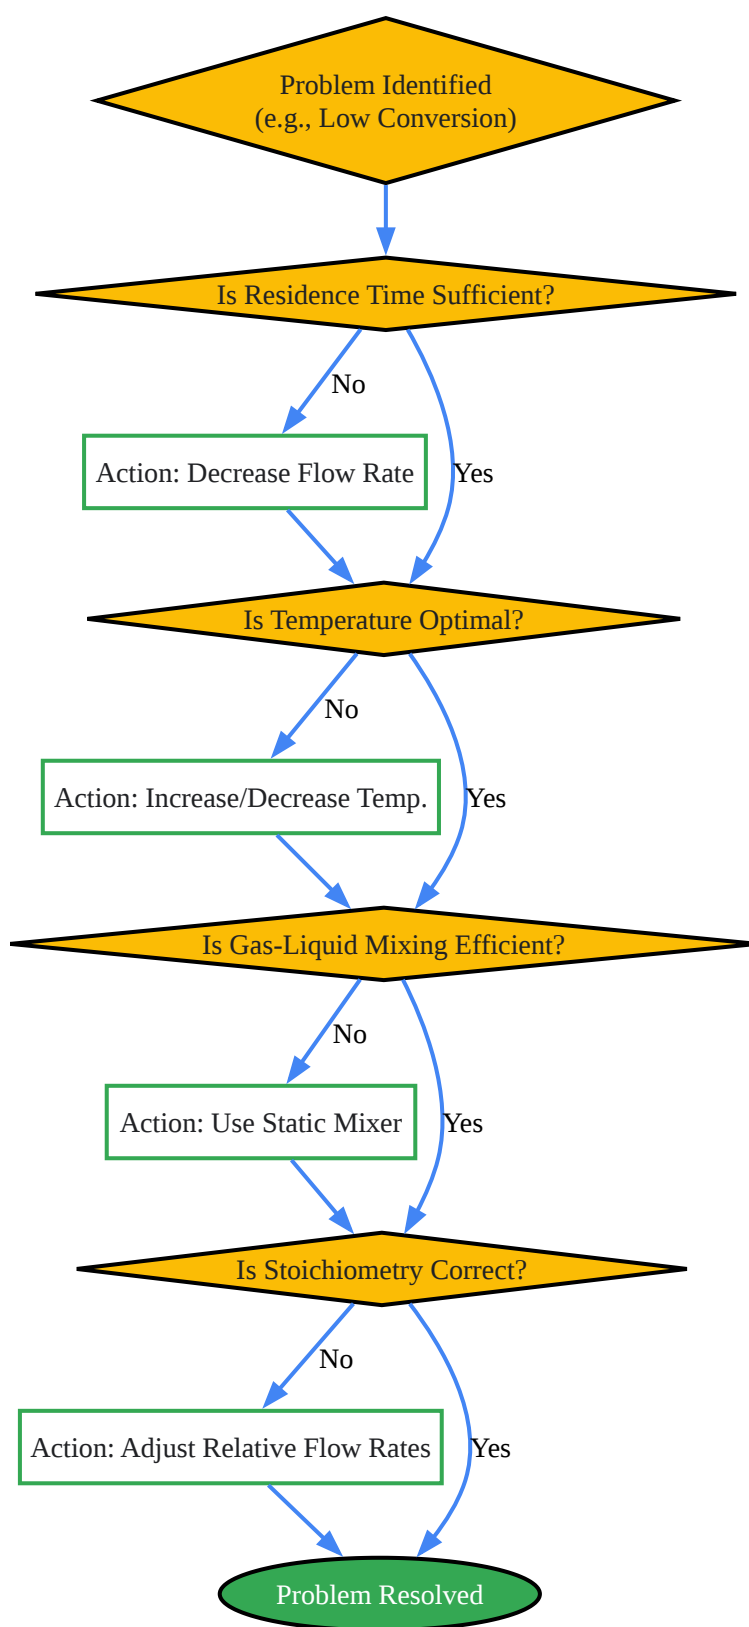 Problem Identified
(e.g., Low Conversion)
Is Residence Time Sufficient?
No
Action: Decrease Flow Rate
Yes
Is Temperature Optimal?
No
Action: Increase/Decrease Temp.
Yes
Is Gas-Liquid Mixing Efficient?
No
Action: Use Static Mixer
Yes
Is Stoichiometry Correct?
No
Action: Adjust Relative Flow Rates
Yes
Problem Resolved